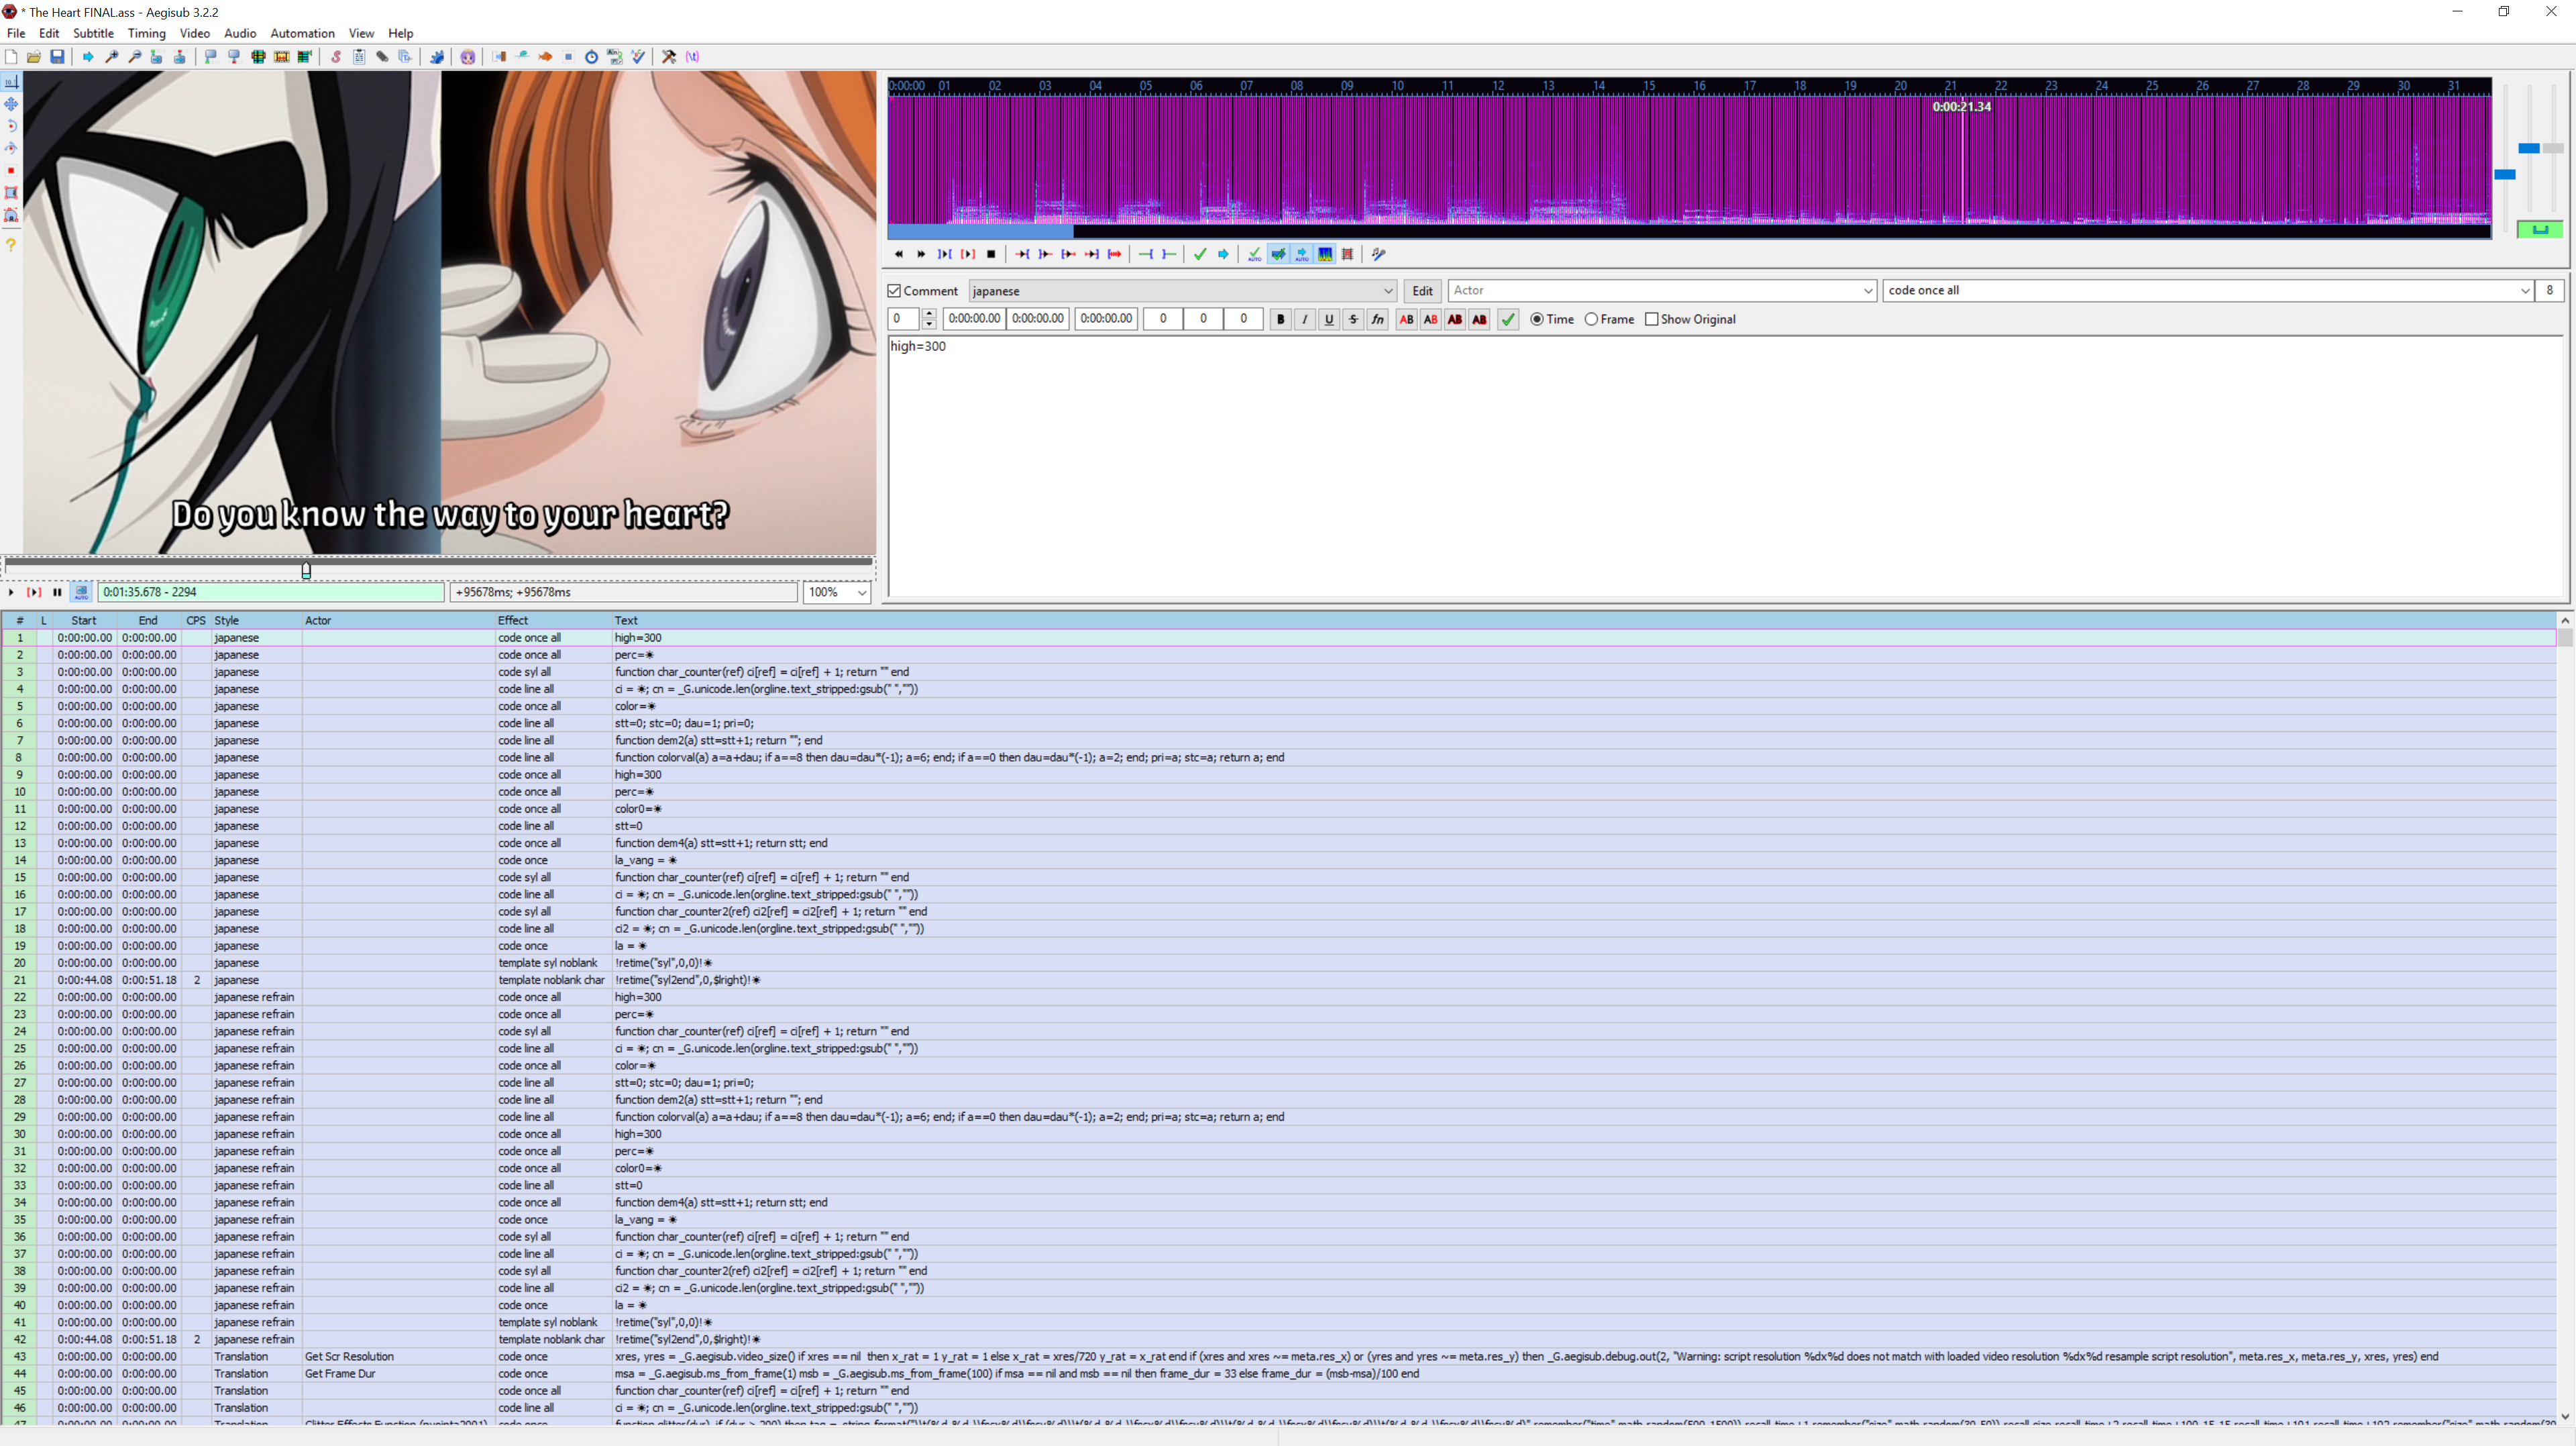 * The Heart FINAL.ass - Aegisub 3.2.2
File Edit Subtitle Timing Video Audio Automation View Help
0:00:00 01 02 03 04 05 06 07 08 09 10 11 12 13 14 15 16 17 18 19 20 21 22 23 24 25 26 27 28 29 30 31
0:00:21.34
Do you know the way to your heart?
Comment japanese Edit Actor code once all 8
0 0:00:00.00 0:00:00.00 0:00:00.00 0 0 0 B I U S fn AB AB AB AB Time Frame Show Original
high=300
0:01:35.678 - 2294 +95678ms; +95678ms 100%
# L Start End CPS Style Actor Effect Text
1 0:00:00.00 0:00:00.00 japanese code once all high=300
2 0:00:00.00 0:00:00.00 japanese code once all perc=☀
3 0:00:00.00 0:00:00.00 japanese code syl all function char_counter(ref) ci[ref] = ci[ref] + 1; return "" end
4 0:00:00.00 0:00:00.00 japanese code line all ci = ☀; cn = _G.unicode.len(orgline.text_stripped:gsub(" ",""))
5 0:00:00.00 0:00:00.00 japanese code once all color=☀
6 0:00:00.00 0:00:00.00 japanese code line all stt=0; stc=0; dau=1; pri=0;
7 0:00:00.00 0:00:00.00 japanese code line all function dem2(a) stt=stt+1; return ""; end
8 0:00:00.00 0:00:00.00 japanese code line all function colorval(a) a=a+dau; if a==8 then dau=dau*(-1); a=6; end; if a==0 then dau=dau*(-1); a=2; end; pri=a; stc=a; return a; end
9 0:00:00.00 0:00:00.00 japanese code once all high=300
10 0:00:00.00 0:00:00.00 japanese code once all perc=☀
11 0:00:00.00 0:00:00.00 japanese code once all color0=☀
12 0:00:00.00 0:00:00.00 japanese code line all stt=0
13 0:00:00.00 0:00:00.00 japanese code once all function dem4(a) stt=stt+1; return stt; end
14 0:00:00.00 0:00:00.00 japanese code once la_vang = ☀
15 0:00:00.00 0:00:00.00 japanese code syl all function char_counter(ref) ci[ref] = ci[ref] + 1; return "" end
16 0:00:00.00 0:00:00.00 japanese code line all ci = ☀; cn = _G.unicode.len(orgline.text_stripped:gsub(" ",""))
17 0:00:00.00 0:00:00.00 japanese code syl all function char_counter2(ref) ci2[ref] = ci2[ref] + 1; return "" end
18 0:00:00.00 0:00:00.00 japanese code line all ci2 = ☀; cn = _G.unicode.len(orgline.text_stripped:gsub(" ",""))
19 0:00:00.00 0:00:00.00 japanese code once la = ☀
20 0:00:00.00 0:00:00.00 japanese template syl noblank !retime("syl",0,0)!☀
21 0:00:44.08 0:00:51.18 2 japanese template noblank char !retime("syl2end",0,$lright)!☀
22 0:00:00.00 0:00:00.00 japanese refrain code once all high=300
23 0:00:00.00 0:00:00.00 japanese refrain code once all perc=☀
24 0:00:00.00 0:00:00.00 japanese refrain code syl all function char_counter(ref) ci[ref] = ci[ref] + 1; return "" end
25 0:00:00.00 0:00:00.00 japanese refrain code line all ci = ☀; cn = _G.unicode.len(orgline.text_stripped:gsub(" ",""))
26 0:00:00.00 0:00:00.00 japanese refrain code once all color=☀
27 0:00:00.00 0:00:00.00 japanese refrain code line all stt=0; stc=0; dau=1; pri=0;
28 0:00:00.00 0:00:00.00 japanese refrain code line all function dem2(a) stt=stt+1; return ""; end
29 0:00:00.00 0:00:00.00 japanese refrain code line all function colorval(a) a=a+dau; if a==8 then dau=dau*(-1); a=6; end; if a==0 then dau=dau*(-1); a=2; end; pri=a; stc=a; return a; end
30 0:00:00.00 0:00:00.00 japanese refrain code once all high=300
31 0:00:00.00 0:00:00.00 japanese refrain code once all perc=☀
32 0:00:00.00 0:00:00.00 japanese refrain code once all color0=☀
33 0:00:00.00 0:00:00.00 japanese refrain code line all stt=0
34 0:00:00.00 0:00:00.00 japanese refrain code once all function dem4(a) stt=stt+1; return stt; end
35 0:00:00.00 0:00:00.00 japanese refrain code once la_vang = ☀
36 0:00:00.00 0:00:00.00 japanese refrain code syl all function char_counter(ref) ci[ref] = ci[ref] + 1; return "" end
37 0:00:00.00 0:00:00.00 japanese refrain code line all ci = ☀; cn = _G.unicode.len(orgline.text_stripped:gsub(" ",""))
38 0:00:00.00 0:00:00.00 japanese refrain code syl all function char_counter2(ref) ci2[ref] = ci2[ref] + 1; return "" end
39 0:00:00.00 0:00:00.00 japanese refrain code line all ci2 = ☀; cn = _G.unicode.len(orgline.text_stripped:gsub(" ",""))
40 0:00:00.00 0:00:00.00 japanese refrain code once la = ☀
41 0:00:00.00 0:00:00.00 japanese refrain template syl noblank !retime("syl",0,0)!☀
42 0:00:44.08 0:00:51.18 2 japanese refrain template noblank char !retime("syl2end",0,$lright)!☀
43 0:00:00.00 0:00:00.00 Translation Get Scr Resolution code once xres, yres = _G.aegisub.video_size() if xres == nil then x_rat = 1 y_rat = 1 else x_rat = xres/720 y_rat = x_rat end if (xres and xres ~= meta.res_x) or (yres and yres ~= meta.res_y) then _G.aegisub.debug.out(2, "Warning: script resolution %dx%d does not match with loaded video resolution %dx%d resample script resolution", meta.res_x, meta.res_y, xres, yres) end
44 0:00:00.00 0:00:00.00 Translation Get Frame Dur code once msa = _G.aegisub.ms_from_frame(1) msb = _G.aegisub.ms_from_frame(100) if msa == nil and msb == nil then frame_dur = 33 else frame_dur = (msb-msa)/100 end
45 0:00:00.00 0:00:00.00 Translation code once all function char_counter(ref) ci[ref] = ci[ref] + 1; return "" end
46 0:00:00.00 0:00:00.00 Translation code line all ci = ☀; cn = _G.unicode.len(orgline.text_stripped:gsub(" ",""))